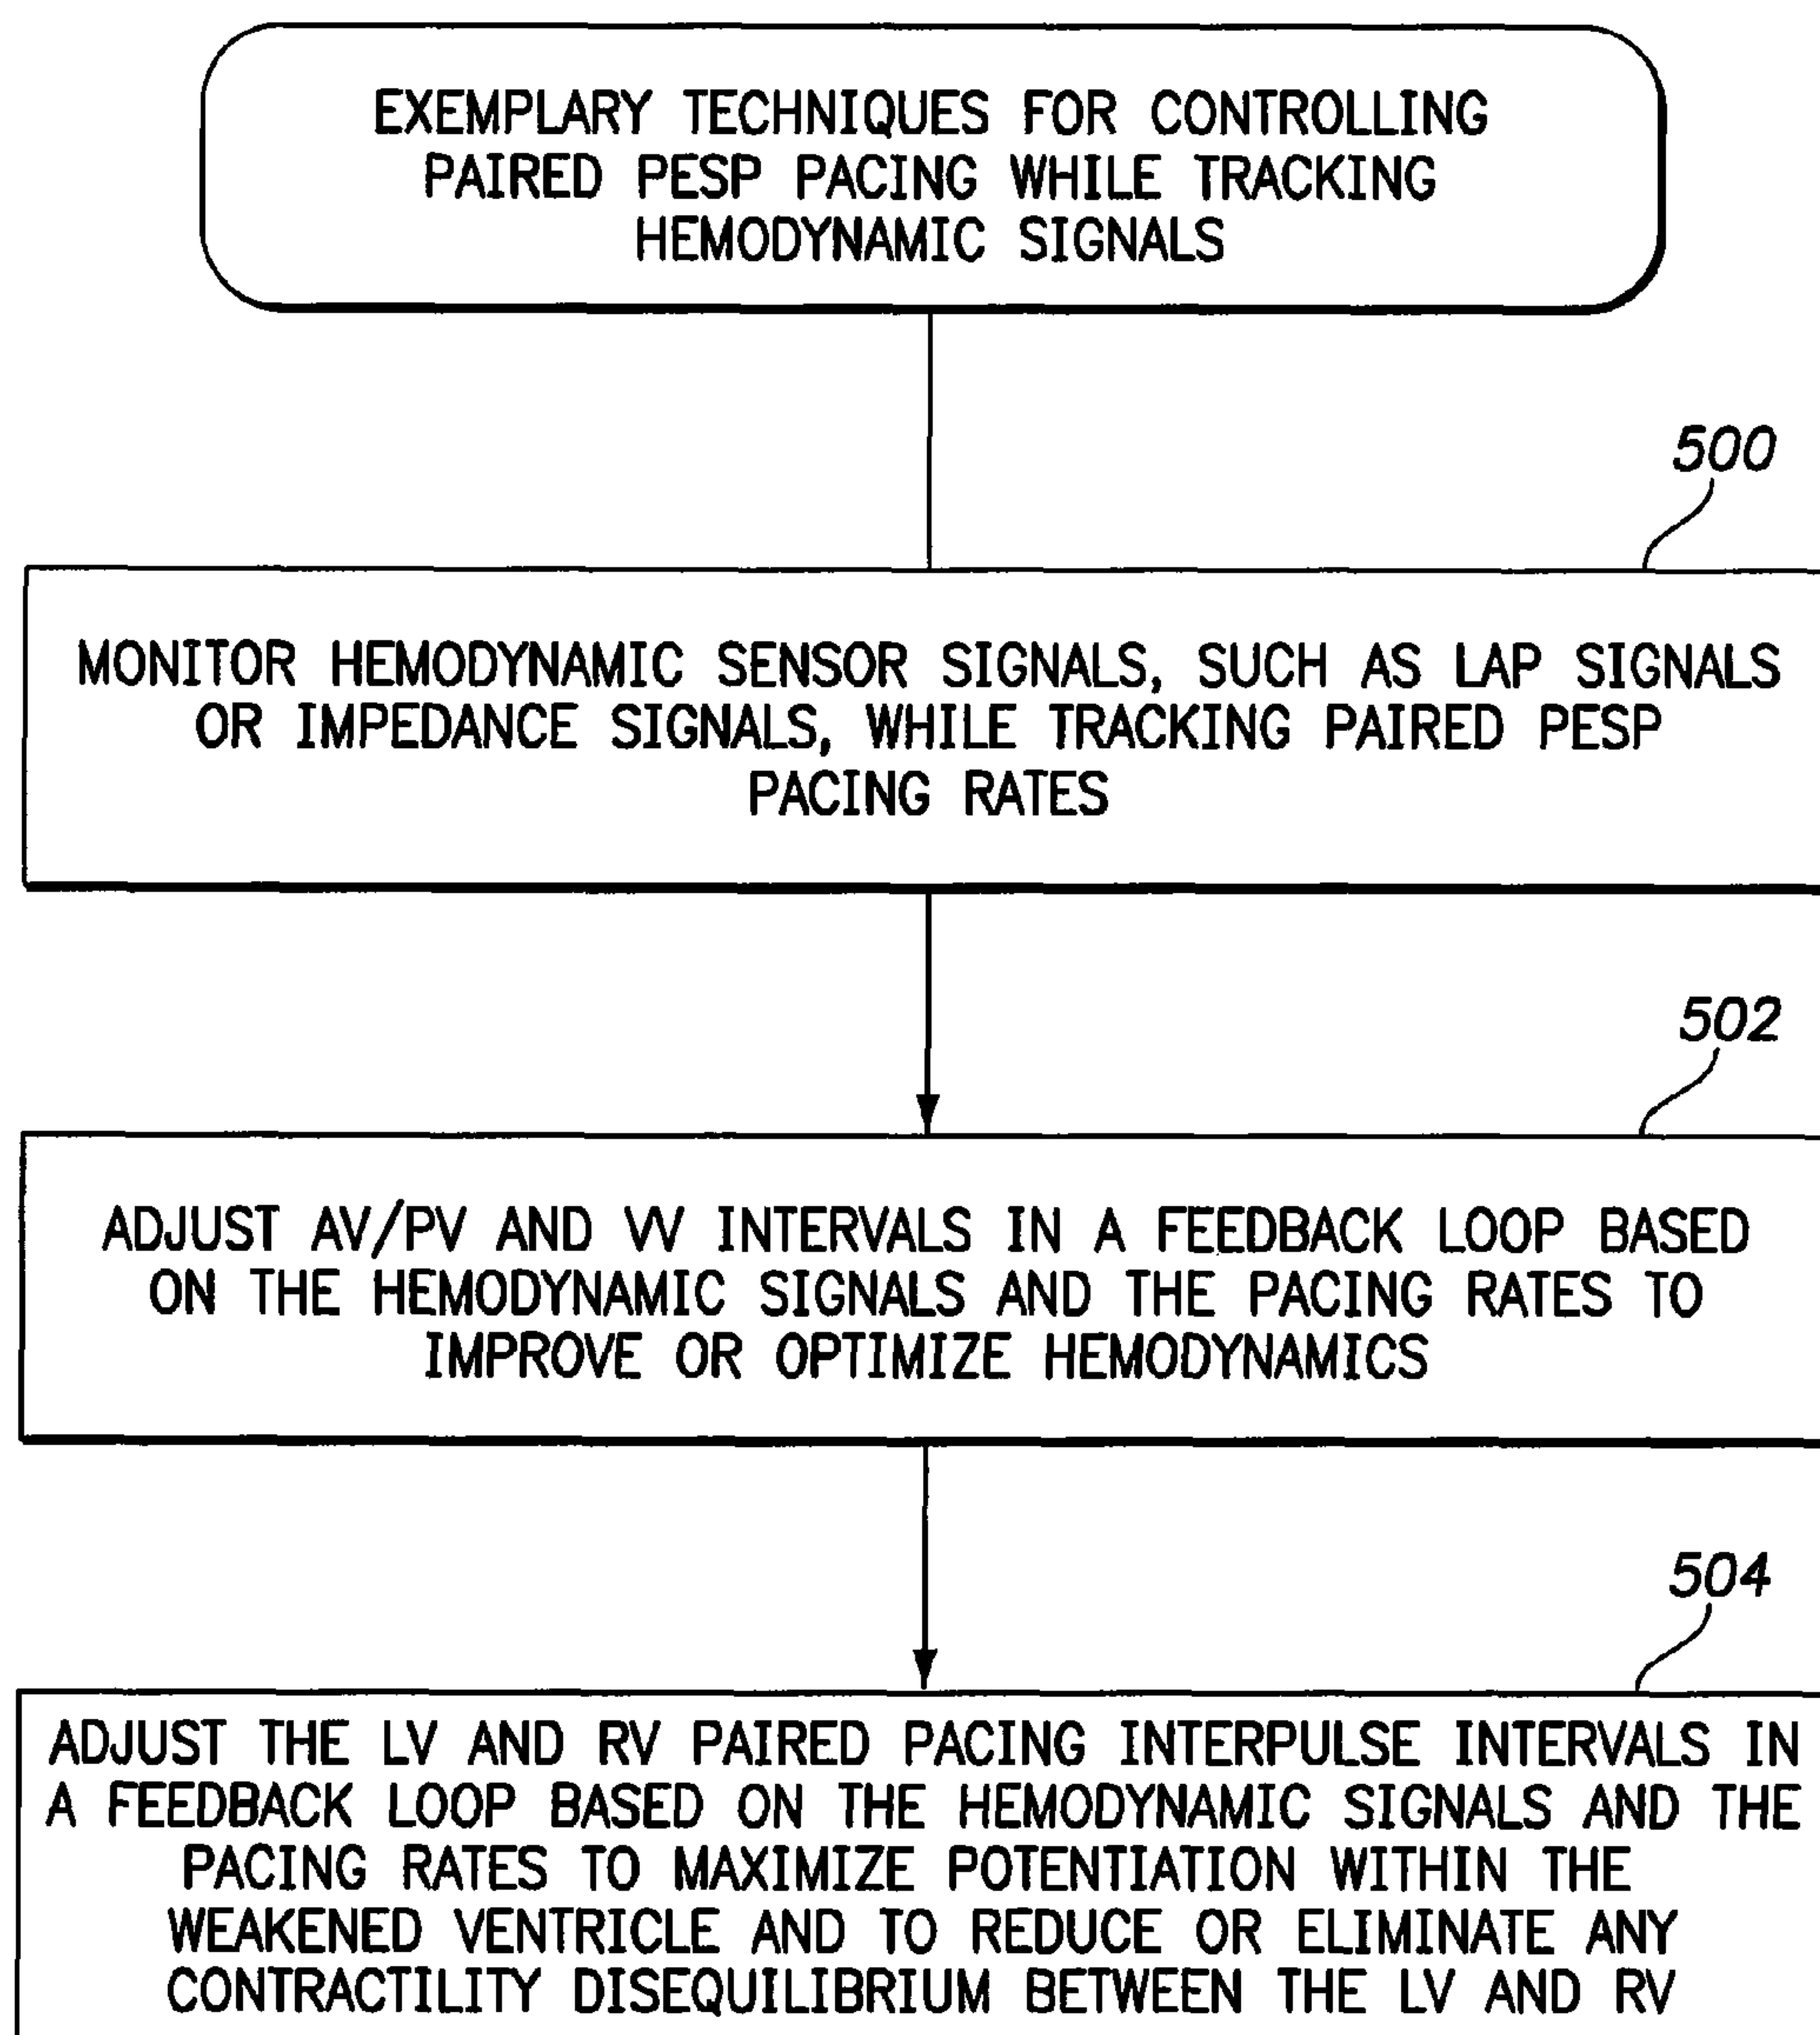 EXEMPLARY TECHNIQUES FOR CONTROLLING
PAIRED PESP PACING WHILE TRACKING
HEMODYNAMIC SIGNALS
500
MONITOR HEMODYNAMIC SENSOR SIGNALS, SUCH AS LAP SIGNALS
OR IMPEDANCE SIGNALS, WHILE TRACKING PAIRED PESP
PACING RATES
502
ADJUST AV/PV AND VV INTERVALS IN A FEEDBACK LOOP BASED
ON THE HEMODYNAMIC SIGNALS AND THE PACING RATES TO
IMPROVE OR OPTIMIZE HEMODYNAMICS
504
ADJUST THE LV AND RV PAIRED PACING INTERPULSE INTERVALS IN
A FEEDBACK LOOP BASED ON THE HEMODYNAMIC SIGNALS AND THE
PACING RATES TO MAXIMIZE POTENTIATION WITHIN THE
WEAKENED VENTRICLE AND TO REDUCE OR ELIMINATE ANY
CONTRACTILITY DISEQUILIBRIUM BETWEEN THE LV AND RV